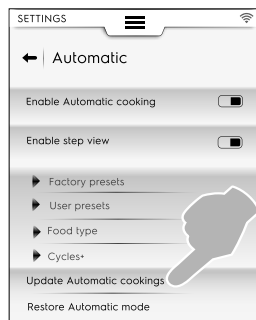 SETTINGS
Automatic
Enable Automatic cooking
Enable step view
Factory presets
User presets
Food type
Cycles+
Update Automatic cookings
Restore Automatic mode